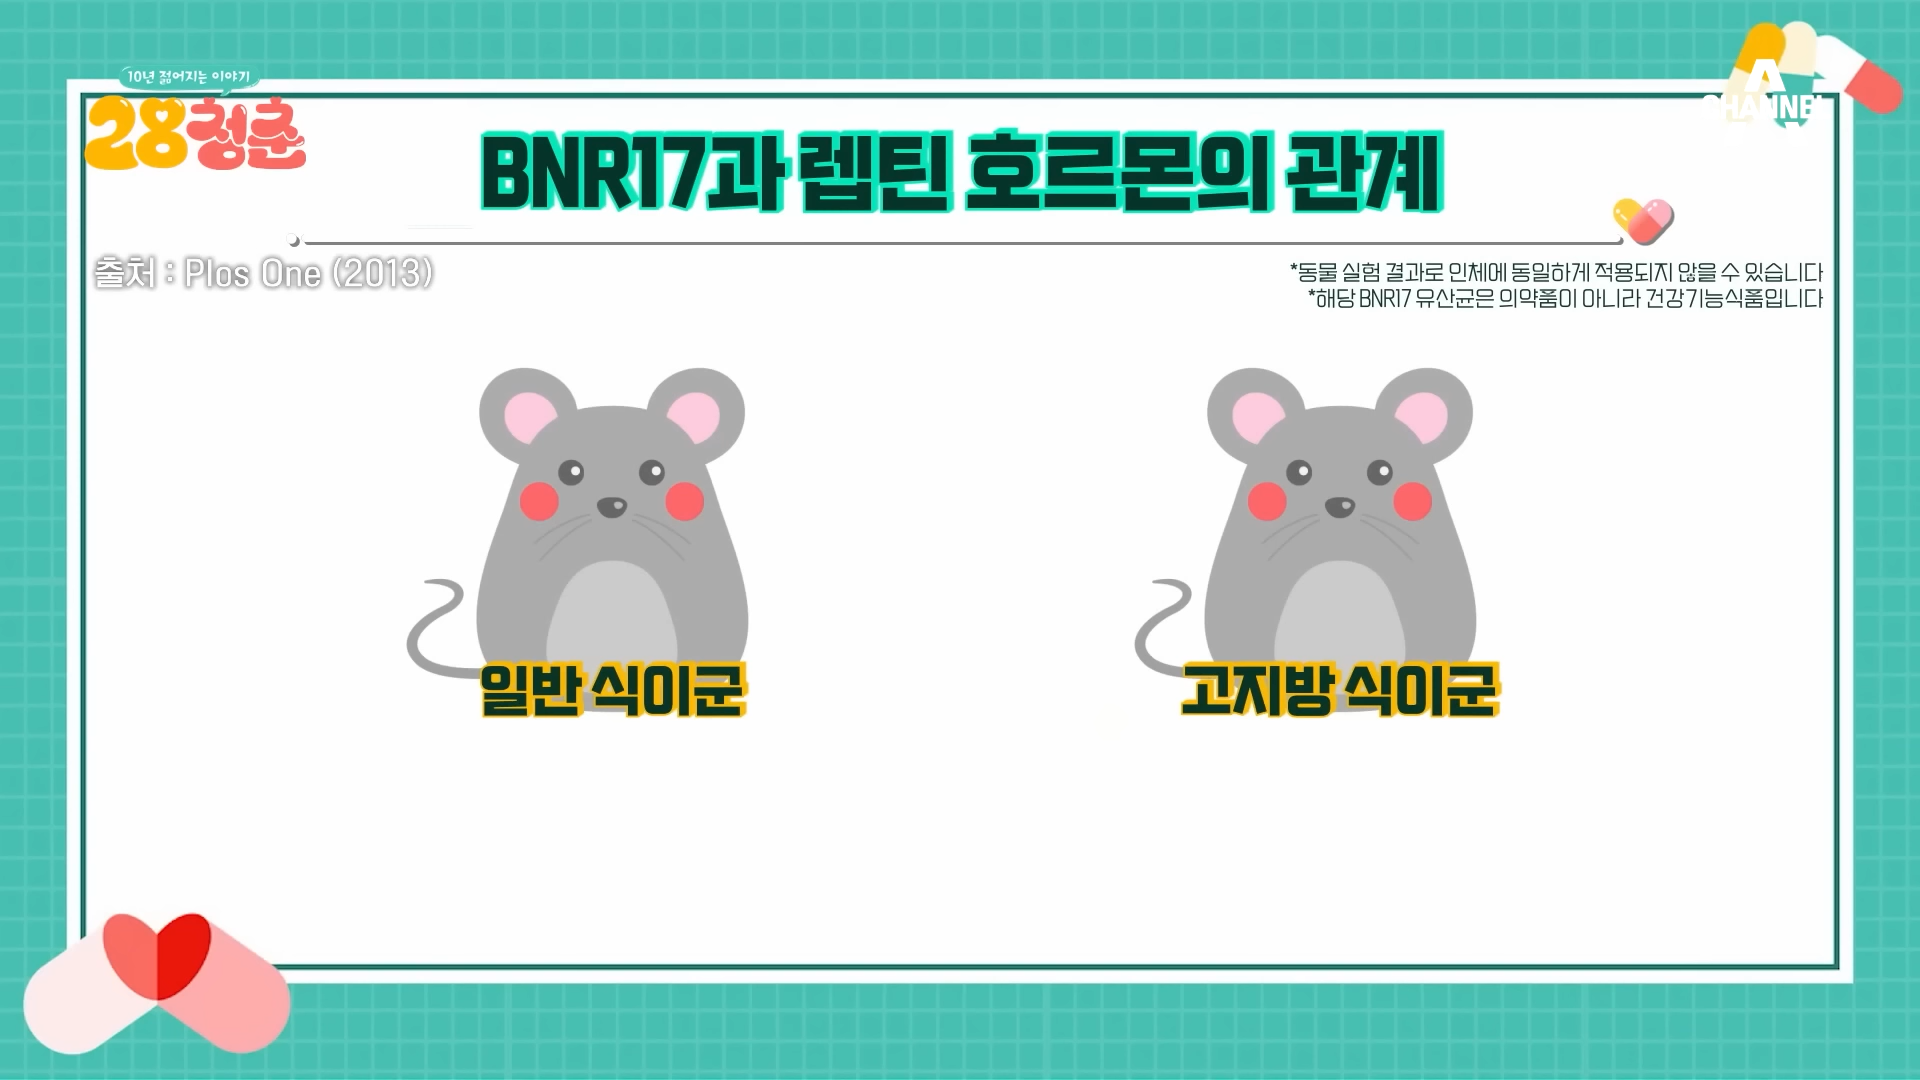 10년 젊어지는 이야기
28청춘
A
CHANNEL
BNR17과 렙틴 호르몬의 관계
출처 : Plos One (2013)
*동물 실험 결과로 인체에 동일하게 적용되지 않을 수 있습니다
*해당 BNR17 유산균은 의약품이 아니라 건강기능식품입니다
일반 식이군
고지방 식이군